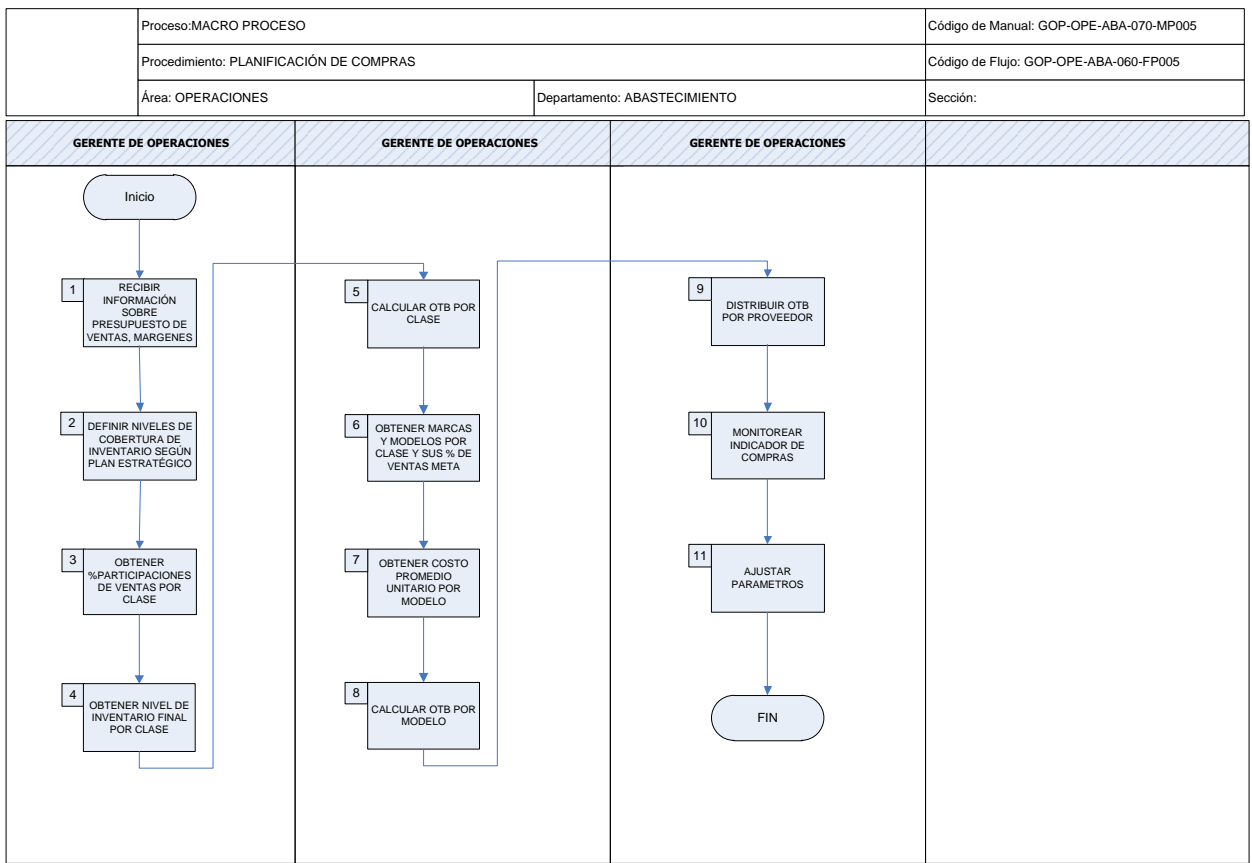 Proceso:MACRO PROCESO
Código de Manual: GOP-OPE-ABA-070-MP005
Procedimiento: PLANIFICACIÓN DE COMPRAS
Código de Flujo: GOP-OPE-ABA-060-FP005
Área: OPERACIONES
Departamento: ABASTECIMIENTO
Sección:
GERENTE DE OPERACIONES
GERENTE DE OPERACIONES
GERENTE DE OPERACIONES
Inicio
1
RECIBIR
INFORMACIÓN
SOBRE
PRESUPUESTO DE
VENTAS, MARGENES
2
DEFINIR NIVELES DE
COBERTURA DE
INVENTARIO SEGÚN
PLAN ESTRATÉGICO
3
OBTENER
%PARTICIPACIONES
DE VENTAS POR
CLASE
4
OBTENER NIVEL DE
INVENTARIO FINAL
POR CLASE
5
CALCULAR OTB POR
CLASE
6
OBTENER MARCAS
Y MODELOS POR
CLASE Y SUS % DE
VENTAS META
7
OBTENER COSTO
PROMEDIO
UNITARIO POR
MODELO
8
CALCULAR OTB POR
MODELO
9
DISTRIBUIR OTB
POR PROVEEDOR
10
MONITOREAR
INDICADOR DE
COMPRAS
11
AJUSTAR
PARAMETROS
FIN